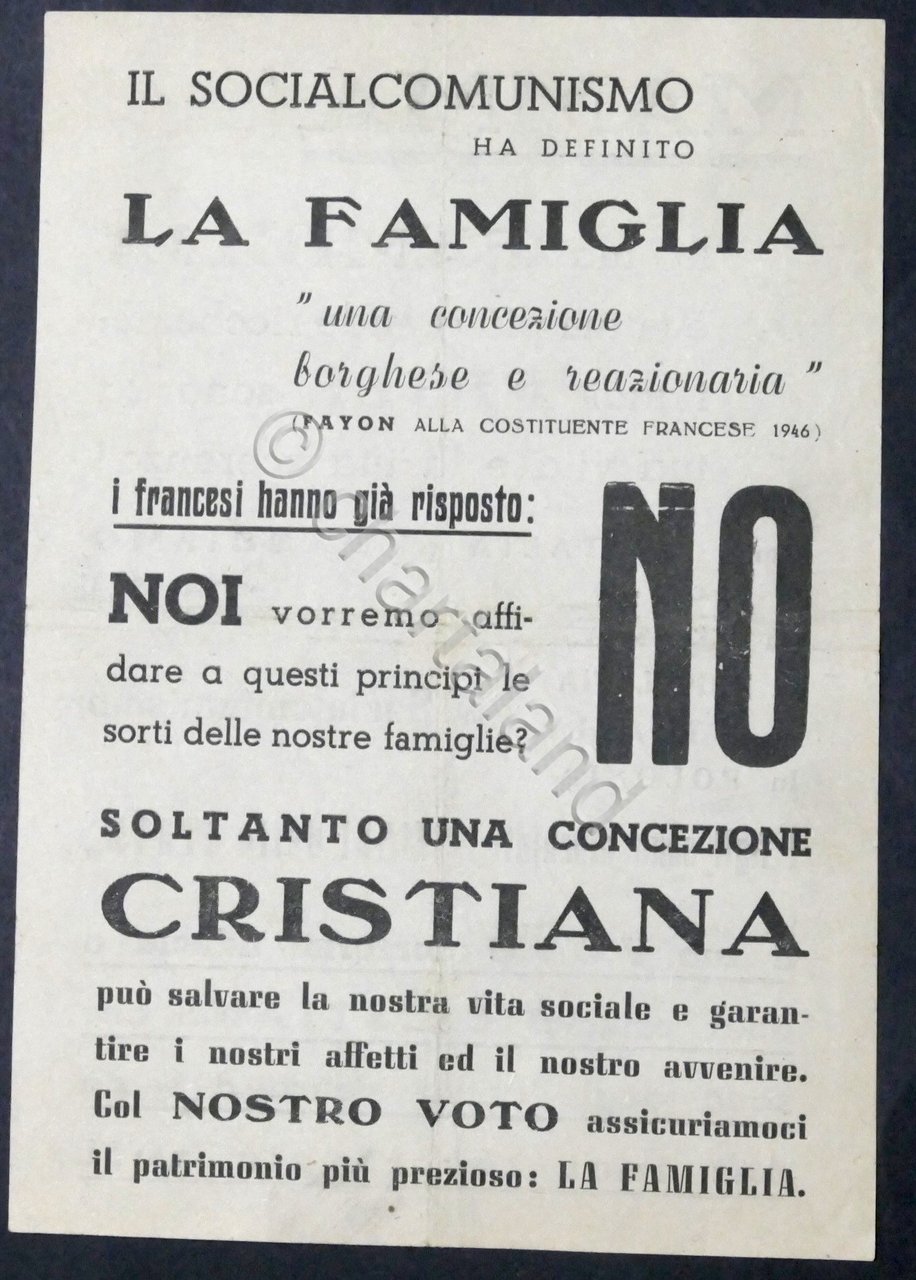 IL SOCIALCOMUNISMO
HA DEFINITO
LA FAMIGLIA
"una concezione
borghese e reazionaria"
(FAYON ALLA COSTITUENTE FRANCESE 1946)
i francesi hanno già risposto:
NO
NOI vorremo affi-
dare a questi principi le
sorti delle nostre famiglie?
SOLTANTO UNA CONCEZIONE
CRISTIANA
può salvare la nostra vita sociale e garan-
tire i nostri affetti ed il nostro avvenire.
Col NOSTRO VOTO assicuriamoci
il patrimonio più prezioso: LA FAMIGLIA.
© chartaland